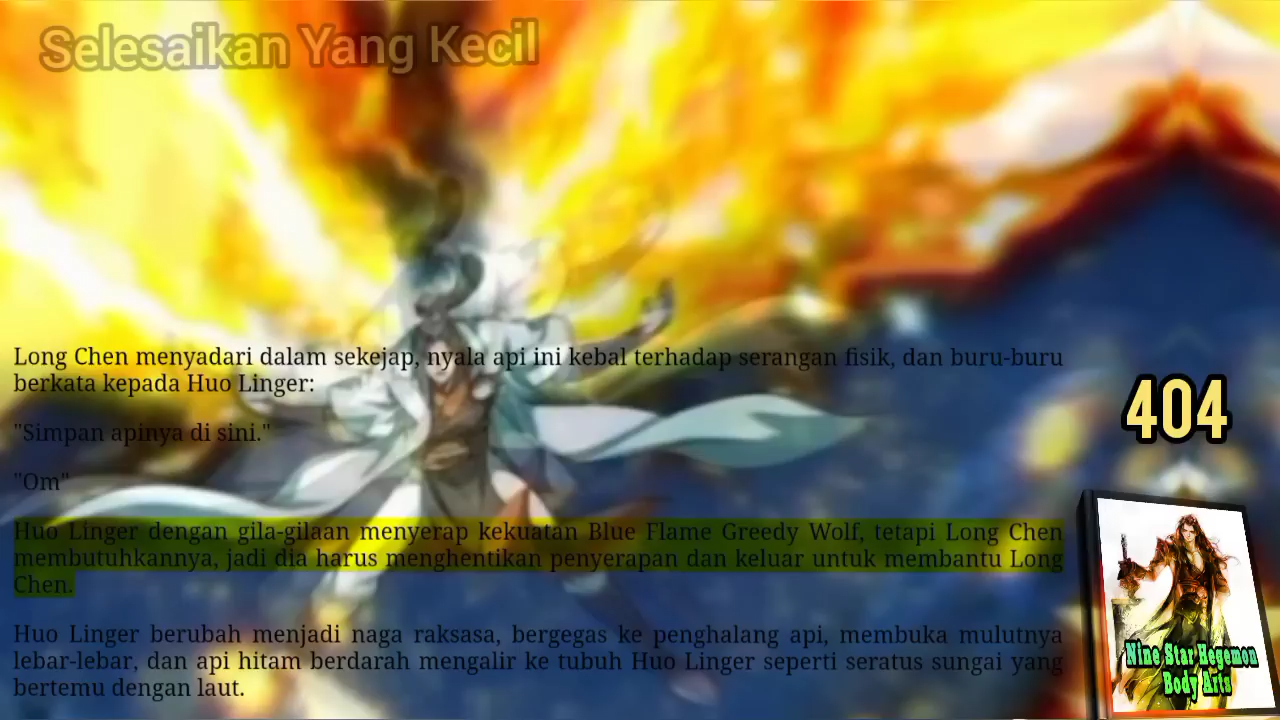 Selesaikan Yang Kecil
Long Chen menyadari dalam sekejap, nyala api ini kebal terhadap serangan fisik, dan buru-buru
berkata kepada Huo Linger:
"Simpan apinya di sini."
"Om"
Huo Linger dengan gila-gilaan menyerap kekuatan Blue Flame Greedy Wolf, tetapi Long Chen
membutuhkannya, jadi dia harus menghentikan penyerapan dan keluar untuk membantu Long
Chen.
Huo Linger berubah menjadi naga raksasa, bergegas ke penghalang api, membuka mulutnya
lebar-lebar, dan api hitam berdarah mengalir ke tubuh Huo Linger seperti seratus sungai yang
bertemu dengan laut.
404
Nine Star Hegemon
Body Arts